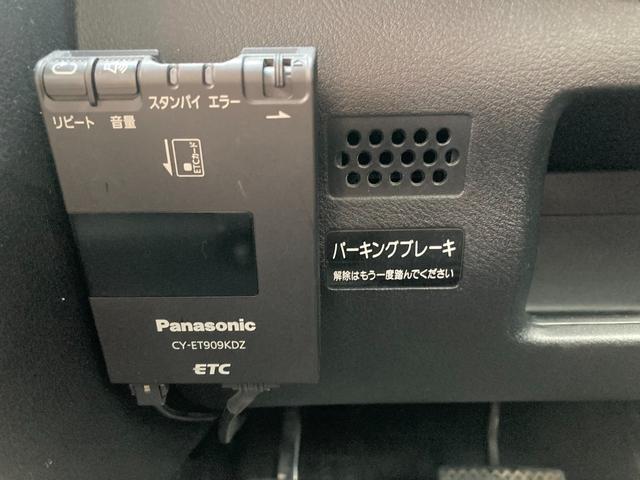 スタンバイ エラー
リピート 音量
ETCカード
Panasonic
CY-ET909KDZ
ETC
パーキングブレーキ
解除はもう一度踏んでください